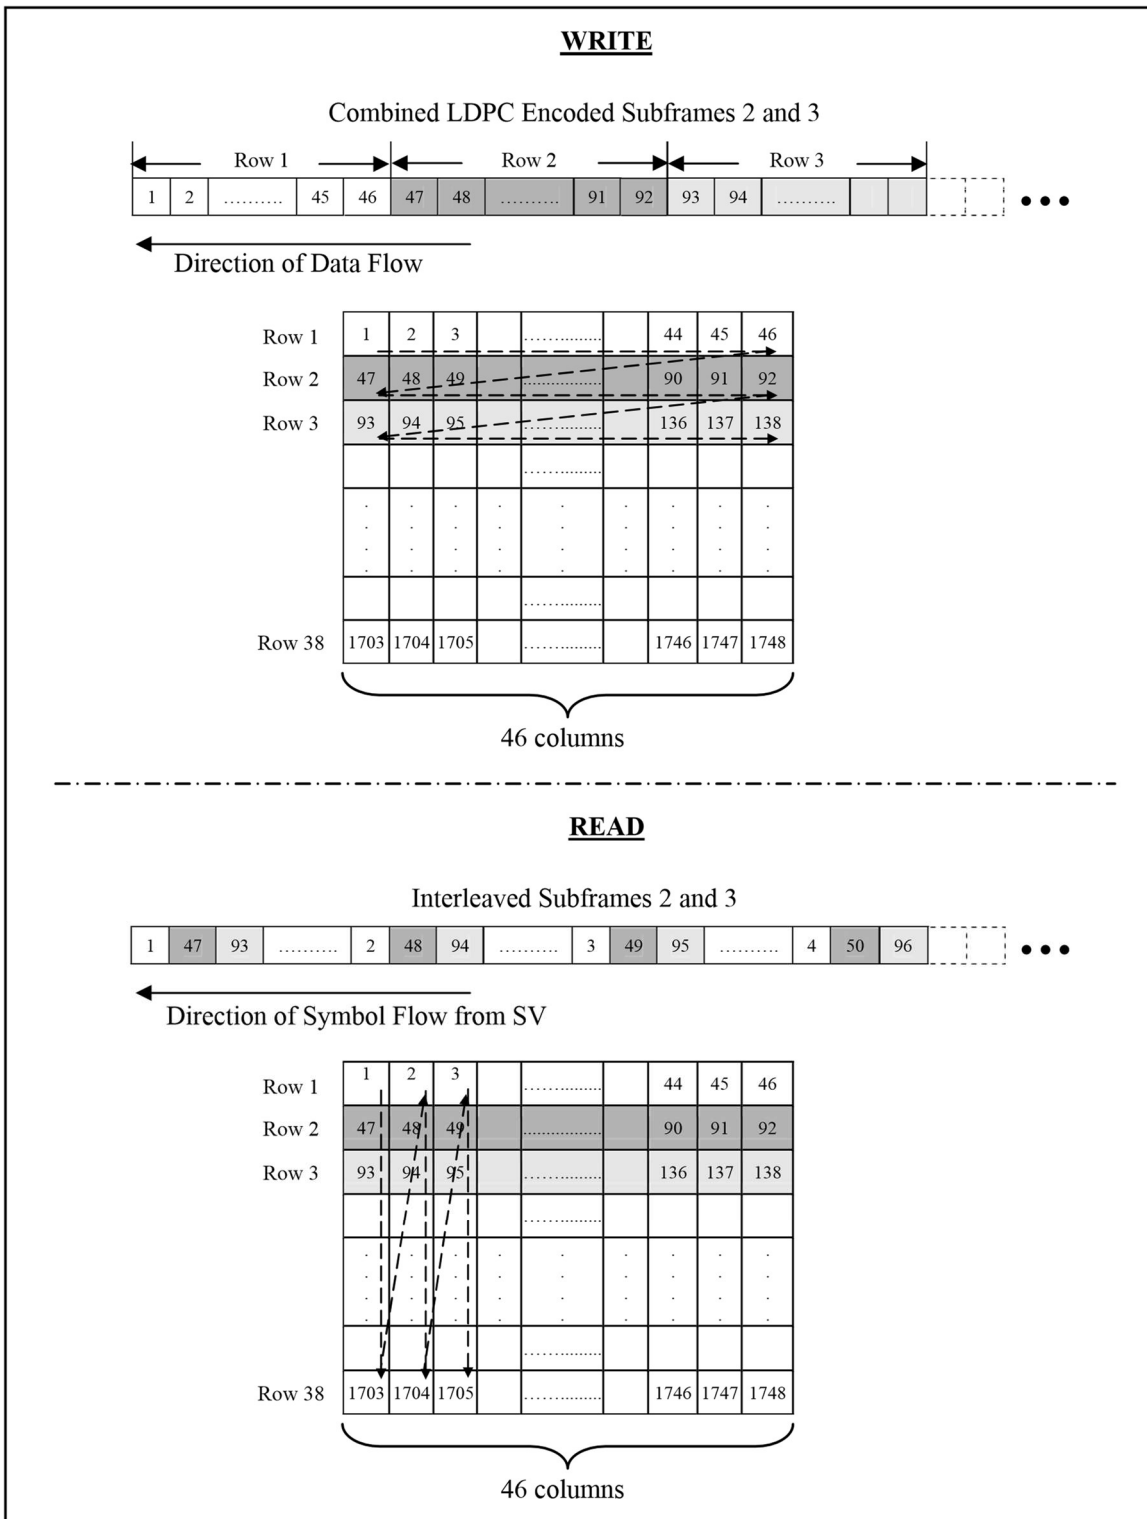 WRITE
Combined LDPC Encoded Subframes 2 and 3
Row 1 Row 2 Row 3
1 2 .......... 45 46 47 48 .......... 91 92 93 94 ..........
Direction of Data Flow
Row 1 1 2 3 .............. 44 45 46
Row 2 47 48 49 .............. 90 91 92
Row 3 93 94 95 .............. 136 137 138
..............
. . . . . . . . .
. . . . . . . . .
. . . . . . . . .
. . . . . . . . .
..............
Row 38 1703 1704 1705 .............. 1746 1747 1748
46 columns
READ
Interleaved Subframes 2 and 3
1 47 93 .......... 2 48 94 .......... 3 49 95 .......... 4 50 96
Direction of Symbol Flow from SV
Row 1 1 2 3 .............. 44 45 46
Row 2 47 48 49 .............. 90 91 92
Row 3 93 94 95 .............. 136 137 138
..............
. . . . . . . . .
. . . . . . . . .
. . . . . . . . .
. . . . . . . . .
..............
Row 38 1703 1704 1705 .............. 1746 1747 1748
46 columns